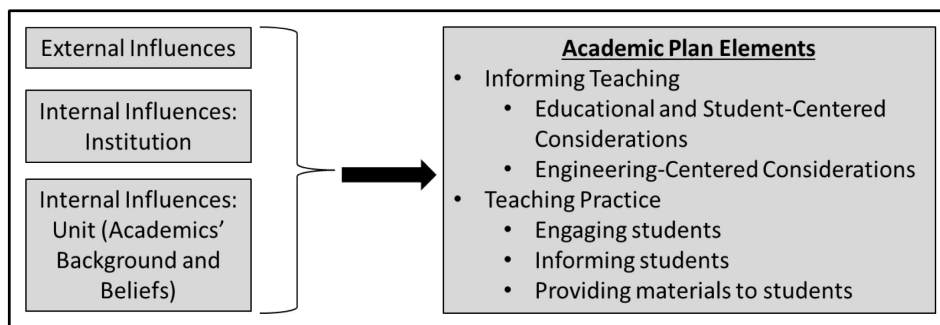 External Influences
Internal Influences:
Institution
Internal Influences:
Unit (Academics’
Background and
Beliefs)
Academic Plan Elements
• Informing Teaching
• Educational and Student-Centered
Considerations
• Engineering-Centered Considerations
• Teaching Practice
• Engaging students
• Informing students
• Providing materials to students